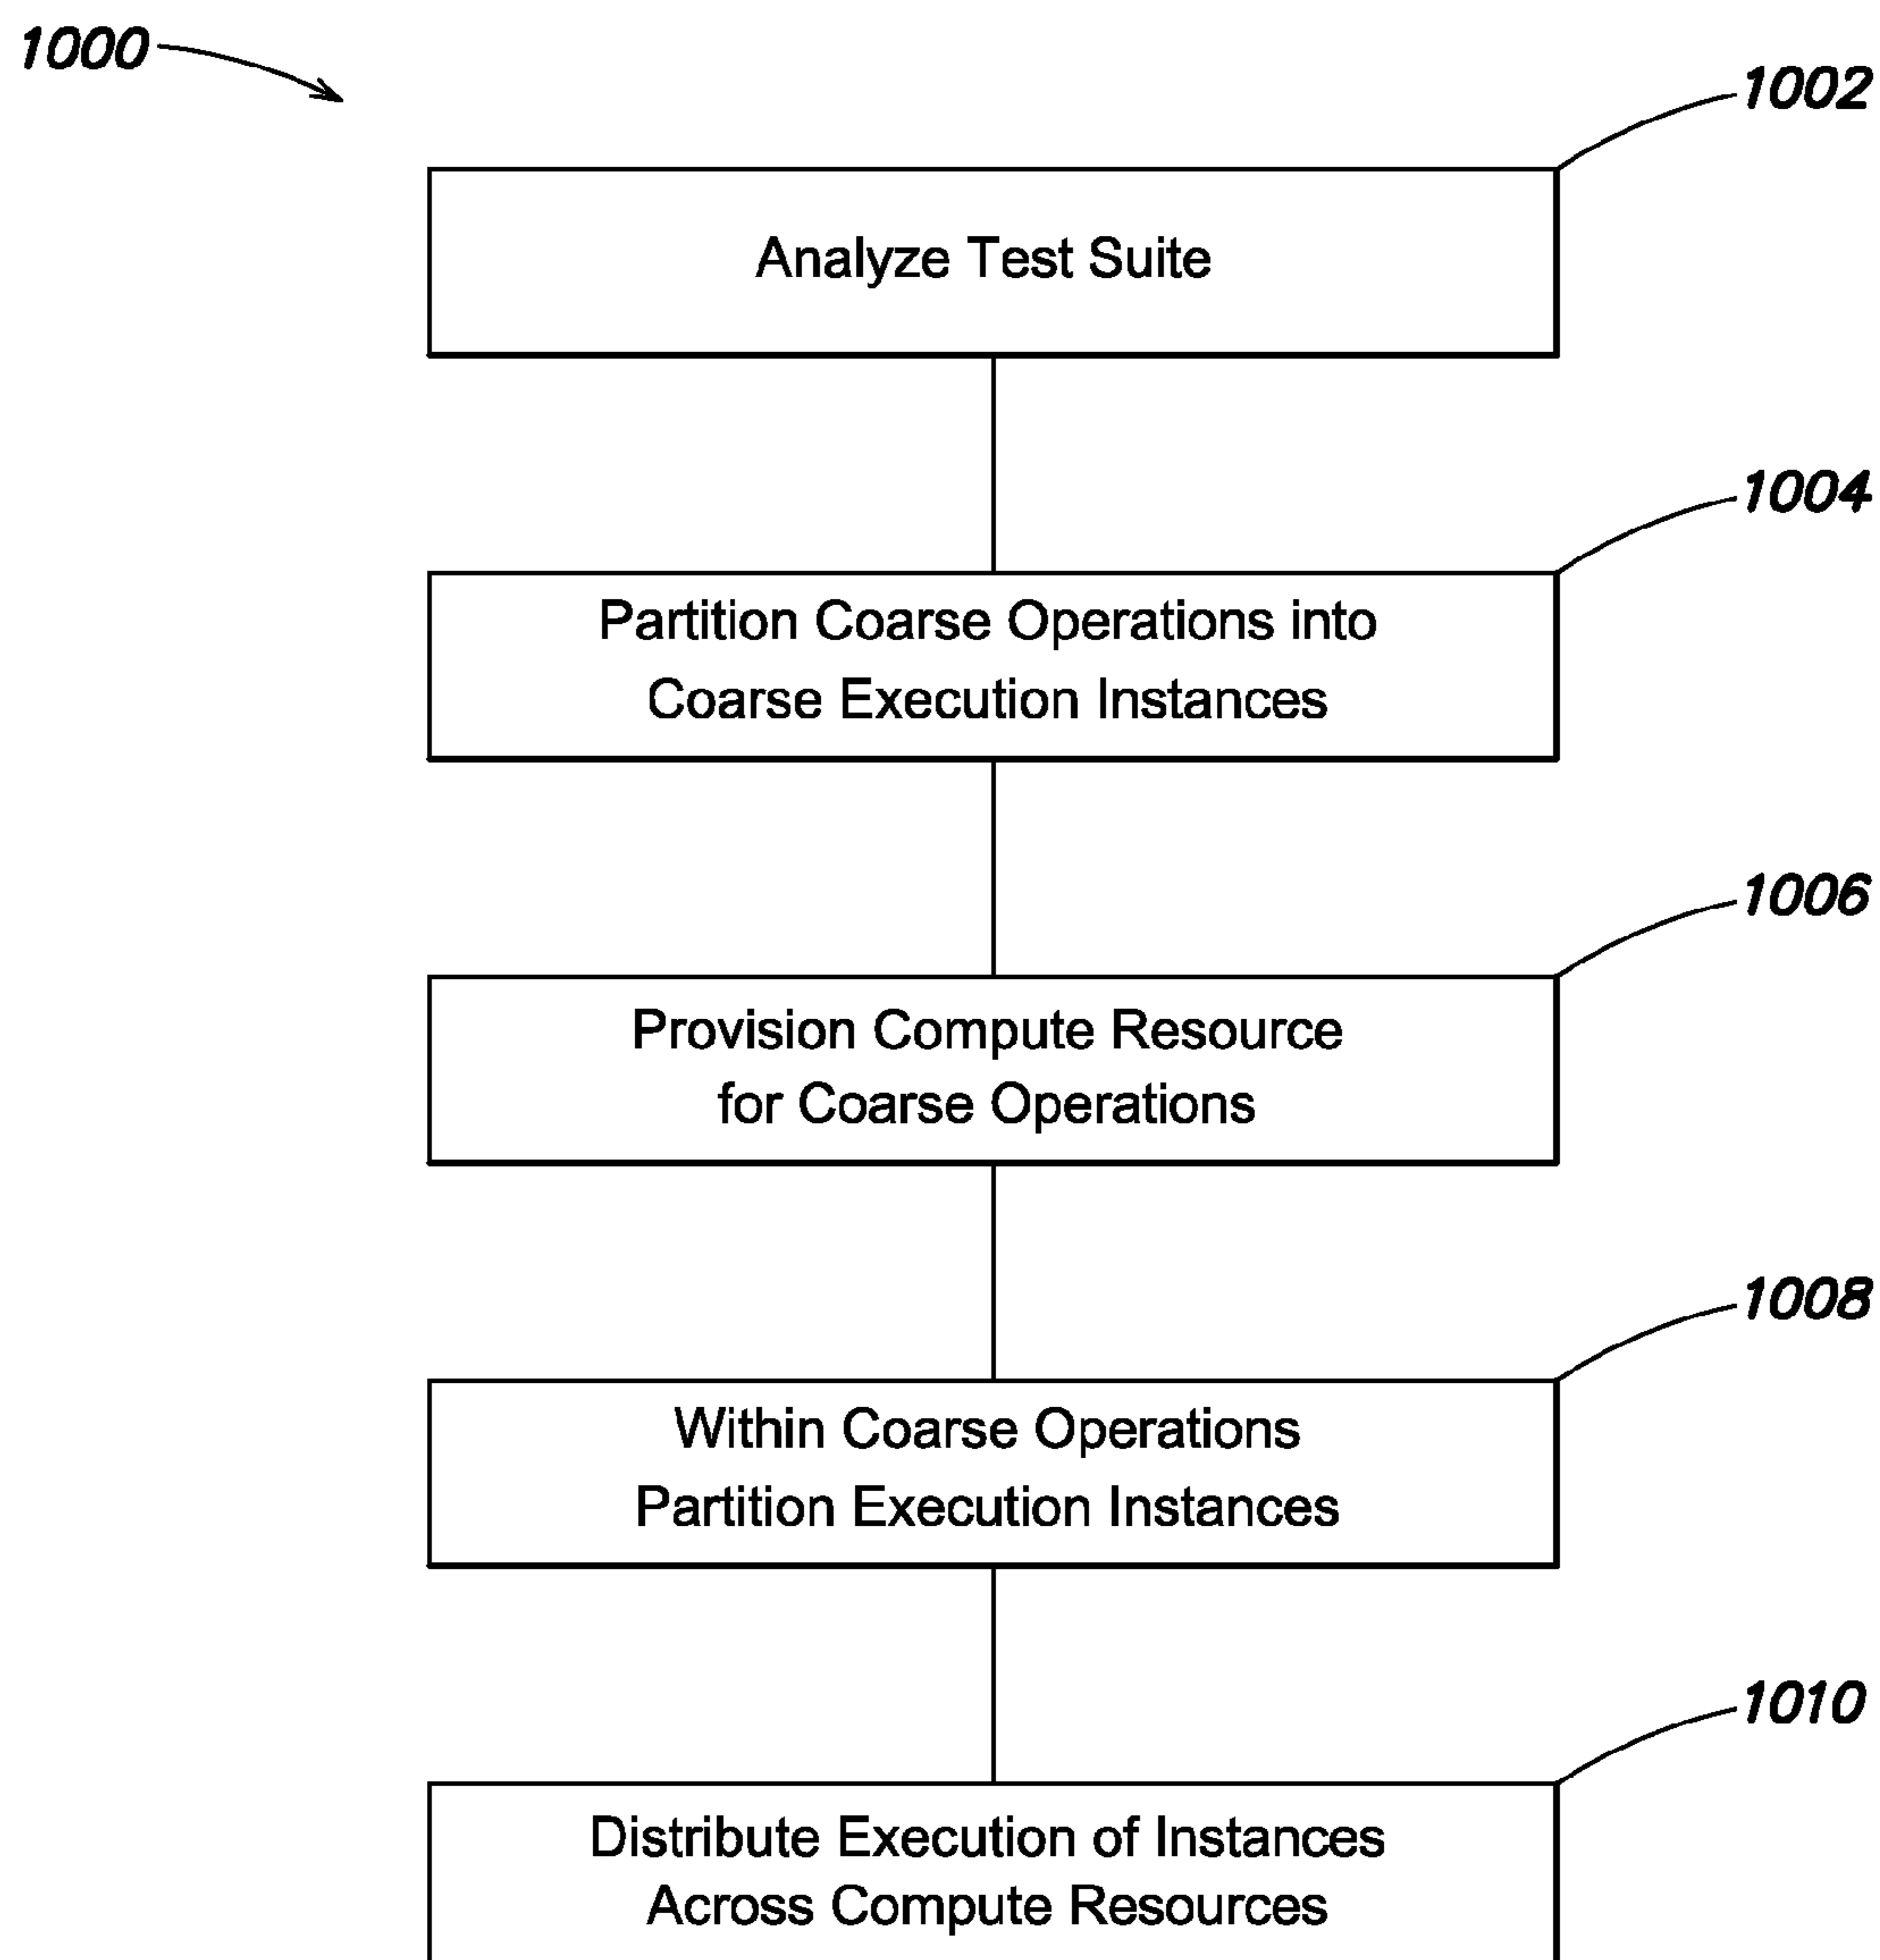 1000
1002
Analyze Test Suite
1004
Partition Coarse Operations into
Coarse Execution Instances
1006
Provision Compute Resource
for Coarse Operations
1008
Within Coarse Operations
Partition Execution Instances
1010
Distribute Execution of Instances
Across Compute Resources